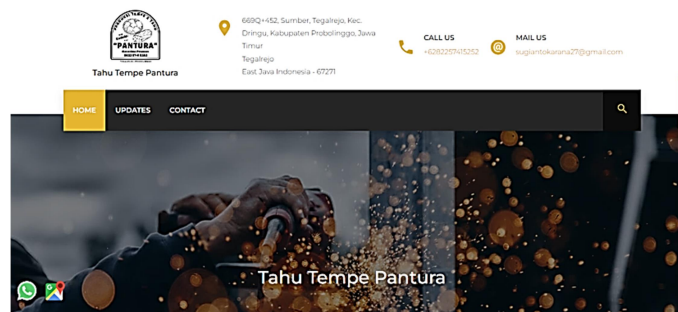 "PANTURA"
Tahu Tempe Pantura
669Q+452, Sumber, Tegalrejo, Kec.
Dringu, Kabupaten Probolinggo, Jawa
Timur
Tegalrejo
East Java Indonesia - 67271
CALL US
+6282257415252
MAIL US
sugiantokarana27@gmail.com
HOME
UPDATES
CONTACT
Tahu Tempe Pantura